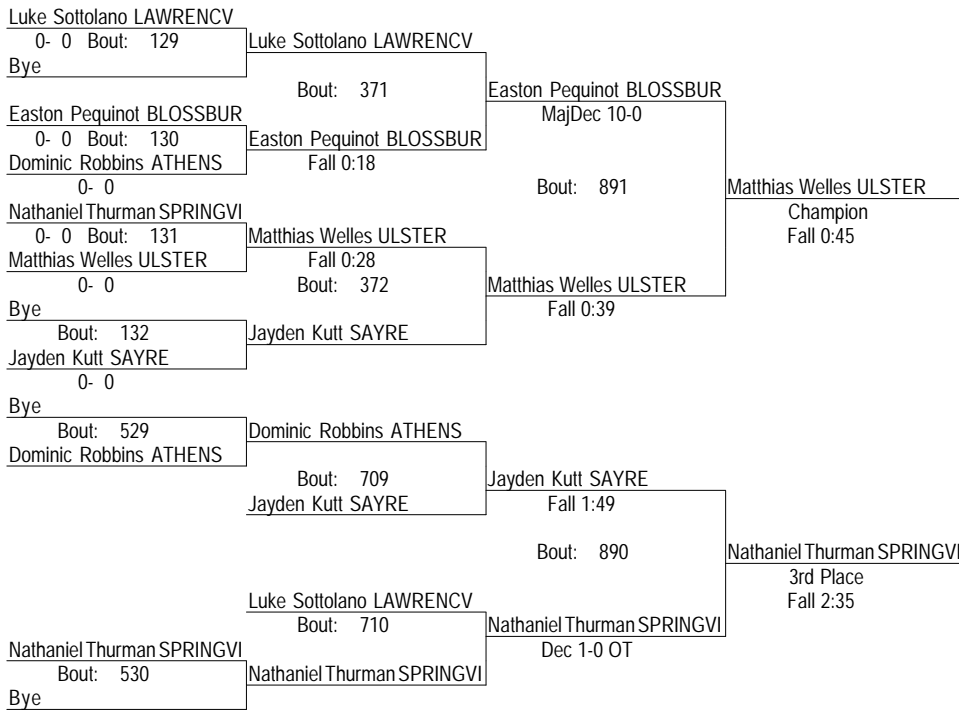 Luke Sottolano LAWRENCV
0- 0 Bout: 129
Luke Sottolano LAWRENCV
Bye
Bout: 371
Easton Pequinot BLOSSBUR
Easton Pequinot BLOSSBUR
MajDec 10-0
0- 0 Bout: 130
Easton Pequinot BLOSSBUR
Dominic Robbins ATHENS
Fall 0:18
0- 0
Bout: 891
Matthias Welles ULSTER
Nathaniel Thurman SPRINGVI
Champion
0- 0 Bout: 131
Matthias Welles ULSTER
Fall 0:45
Matthias Welles ULSTER
Fall 0:28
0- 0
Bout: 372
Matthias Welles ULSTER
Bye
Fall 0:39
Bout: 132
Jayden Kutt SAYRE
Jayden Kutt SAYRE
0- 0
Bye
Bout: 529
Dominic Robbins ATHENS
Dominic Robbins ATHENS
Bout: 709
Jayden Kutt SAYRE
Jayden Kutt SAYRE
Fall 1:49
Bout: 890
Nathaniel Thurman SPRINGVI
3rd Place
Luke Sottolano LAWRENCV
Fall 2:35
Bout: 710
Nathaniel Thurman SPRINGVI
Nathaniel Thurman SPRINGVI
Dec 1-0 OT
Bout: 530
Nathaniel Thurman SPRINGVI
Bye